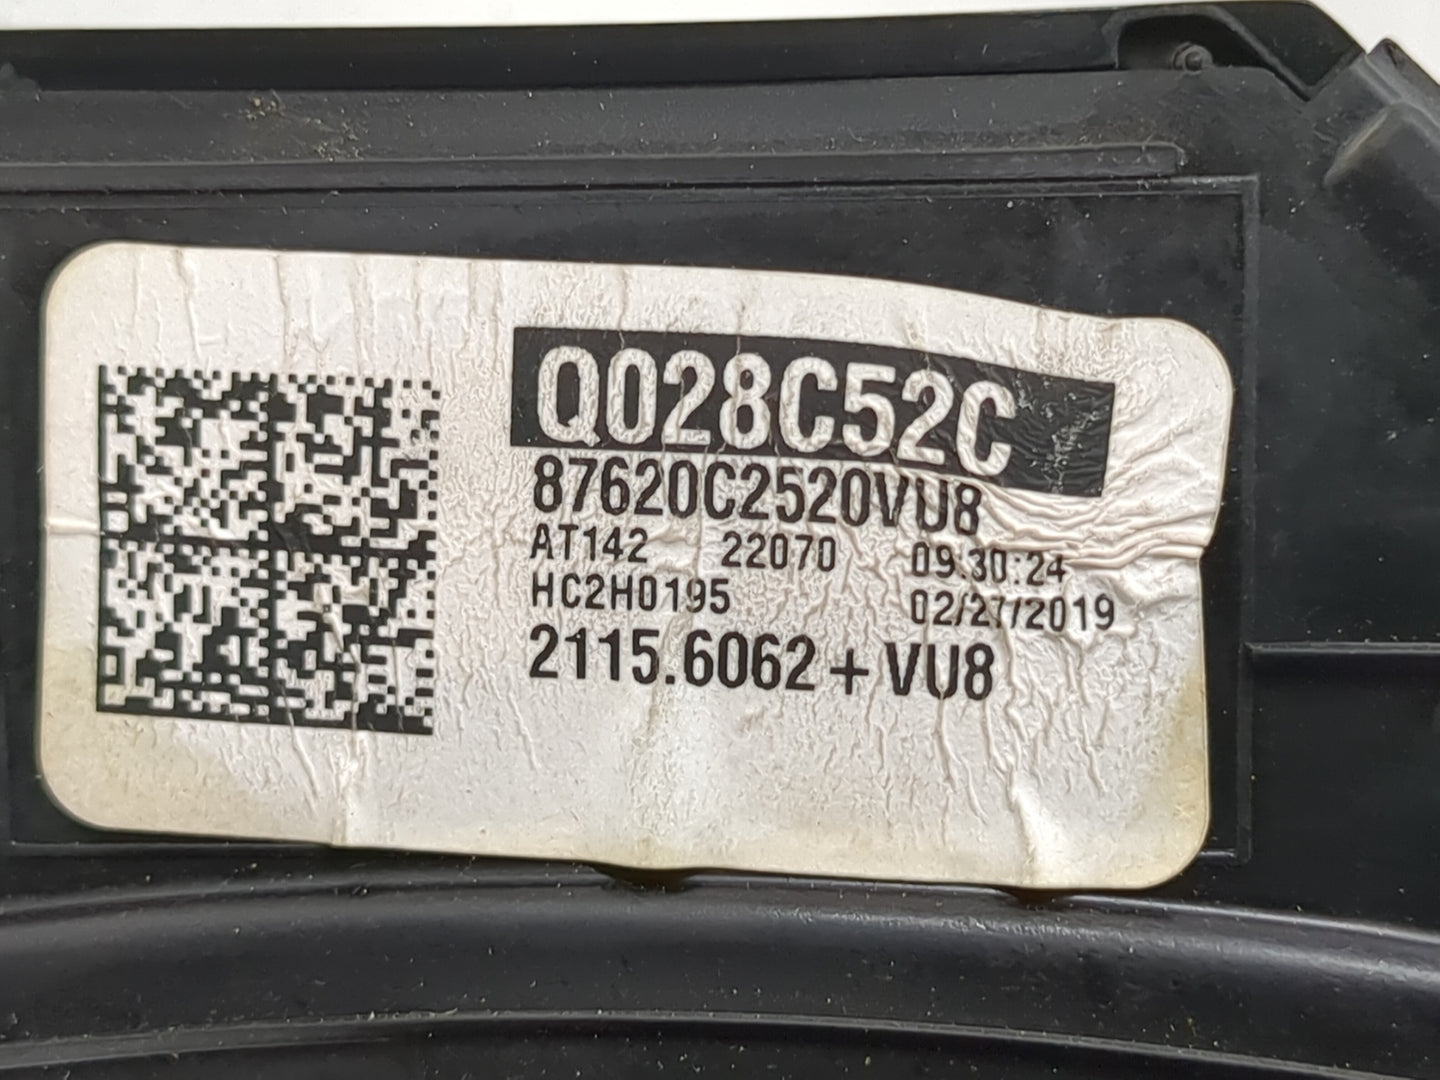 Q028C52C
87620C2520VU8
AT142 22070 09:30:24
HC2H0195 02/27/2019
2115.6062+VU8